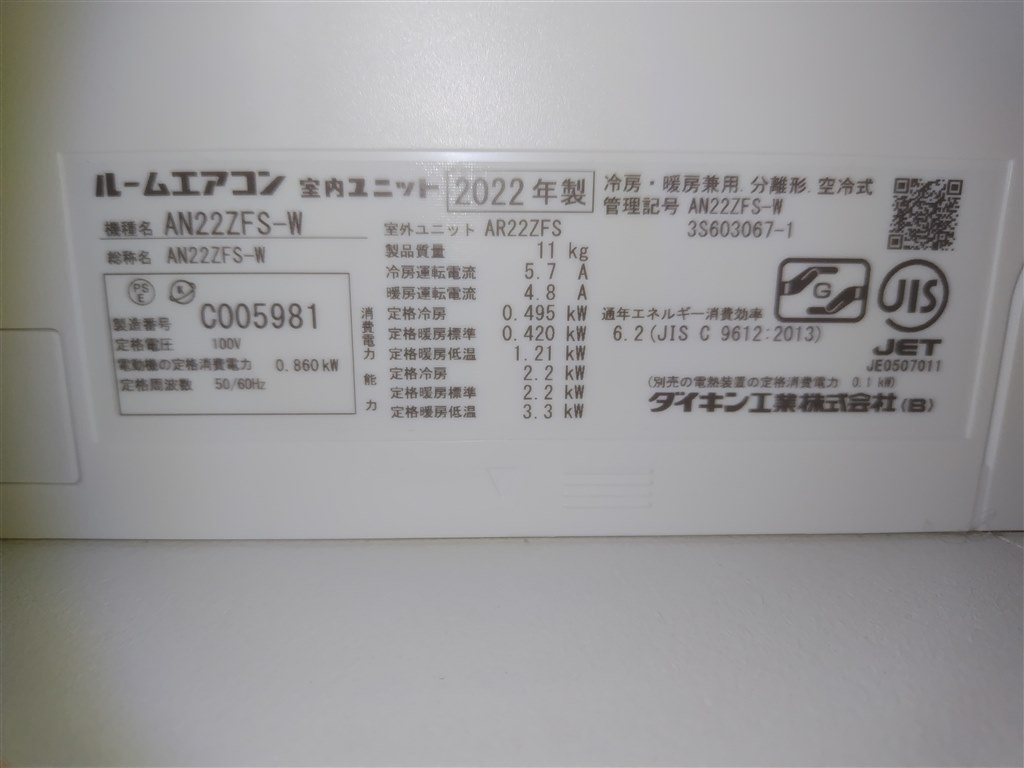 ルームエアコン 室内ユニット 2022年製
機種名 AN22ZFS-W
総称名 AN22ZFS-W
PS
E
製造番号 C005981
定格電圧 100V
電動機の定格消費電力 0.860kW
定格周波数 50/60Hz
室外ユニット AR22ZFS
製品質量 11 kg
冷房運転電流 5.7 A
暖房運転電流 4.8 A
消費電力
定格冷房 0.495 kW
定格暖房標準 0.420 kW
定格暖房低温 1.21 kW
能力
定格冷房 2.2 kW
定格暖房標準 2.2 kW
定格暖房低温 3.3 kW
冷房・暖房兼用.分離形.空冷式
管理記号 AN22ZFS-W
3S603067-1
G
JIS
通年エネルギー消費効率
6.2(JIS C 9612:2013)
JET
JE0507011
(別売の電熱装置の定格消費電力 0.1 kW)
ダイキン工業株式会社(B)